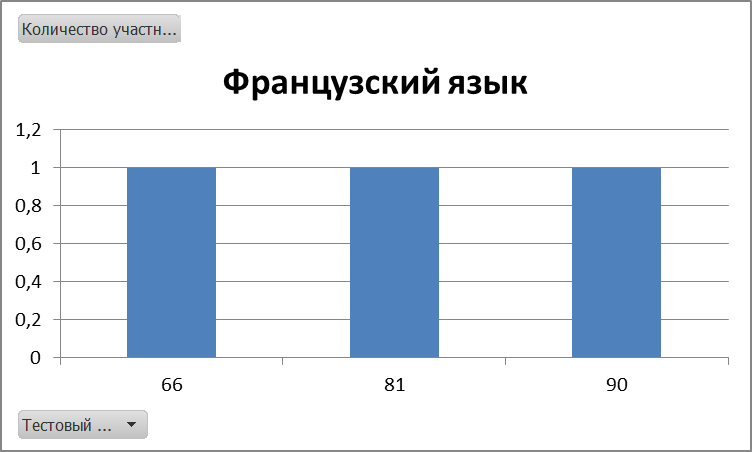 Количество участн...
Французский язык
1,2
1
0,8
0,6
0,4
0,2
0
66 81 90
Тестовый ...